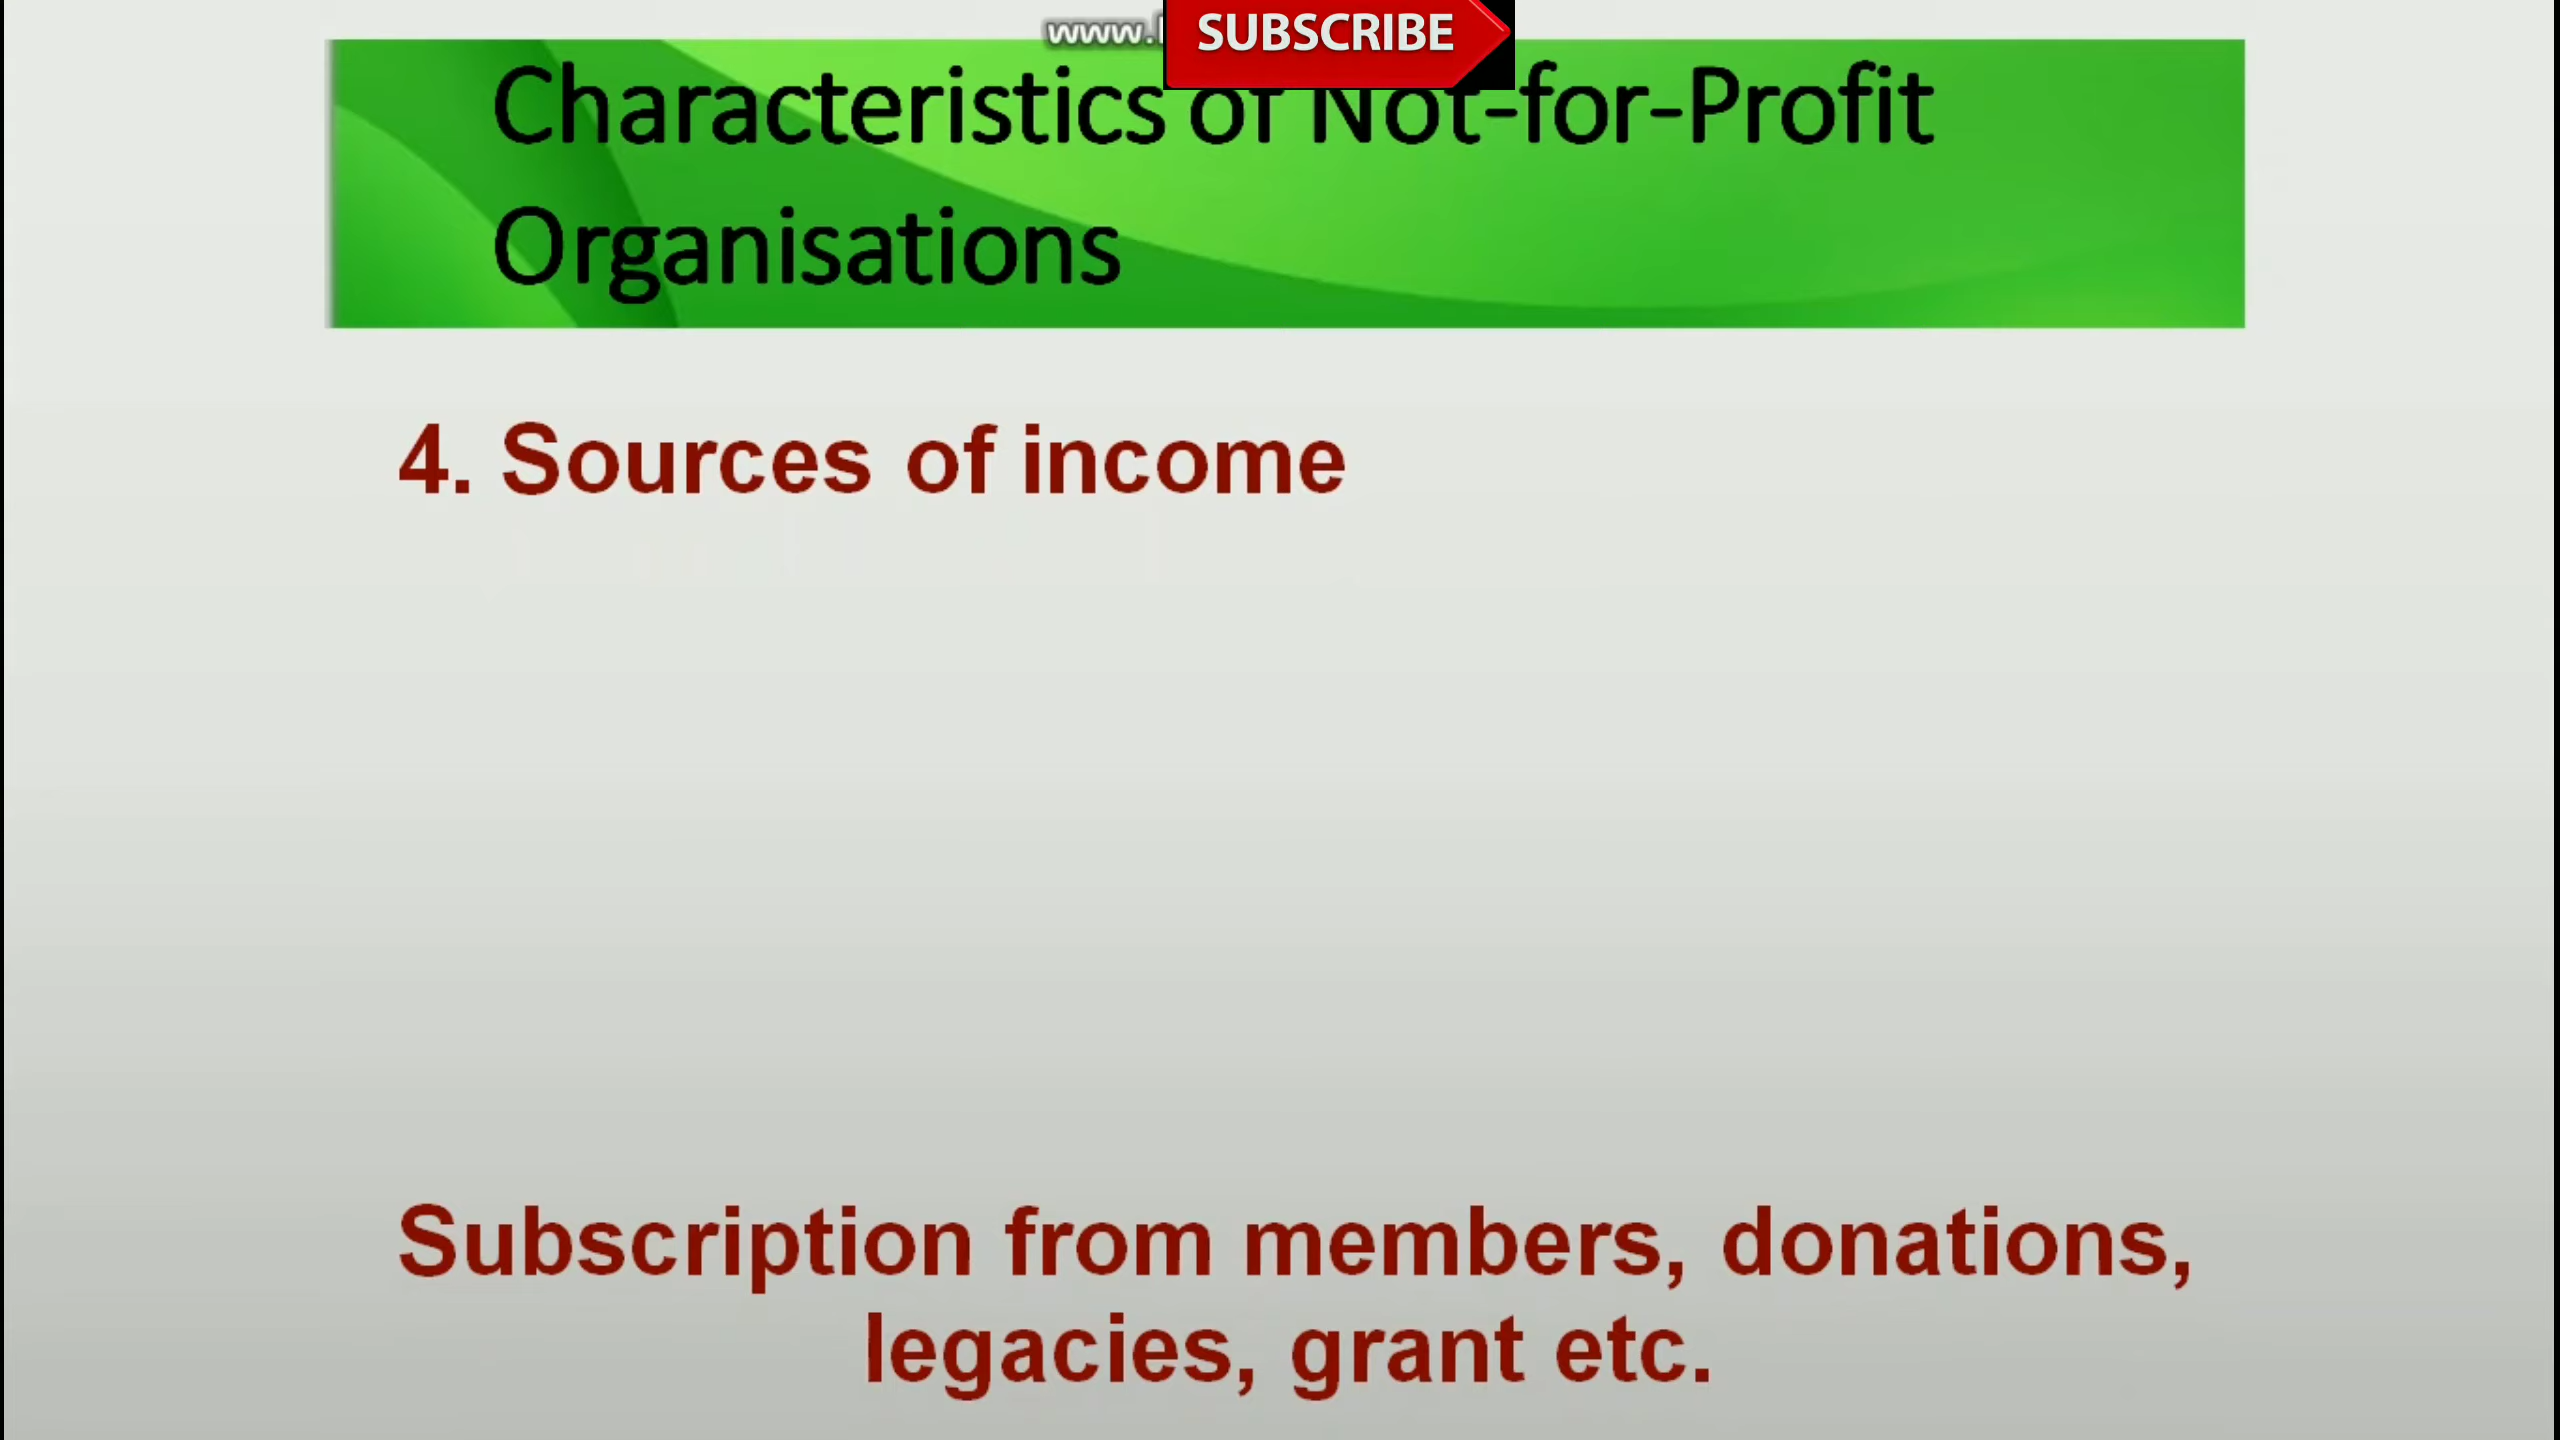 www.
SUBSCRIBE
Characteristics of Not-for-Profit
Organisations
4. Sources of income
Subscription from members, donations,
legacies, grant etc.